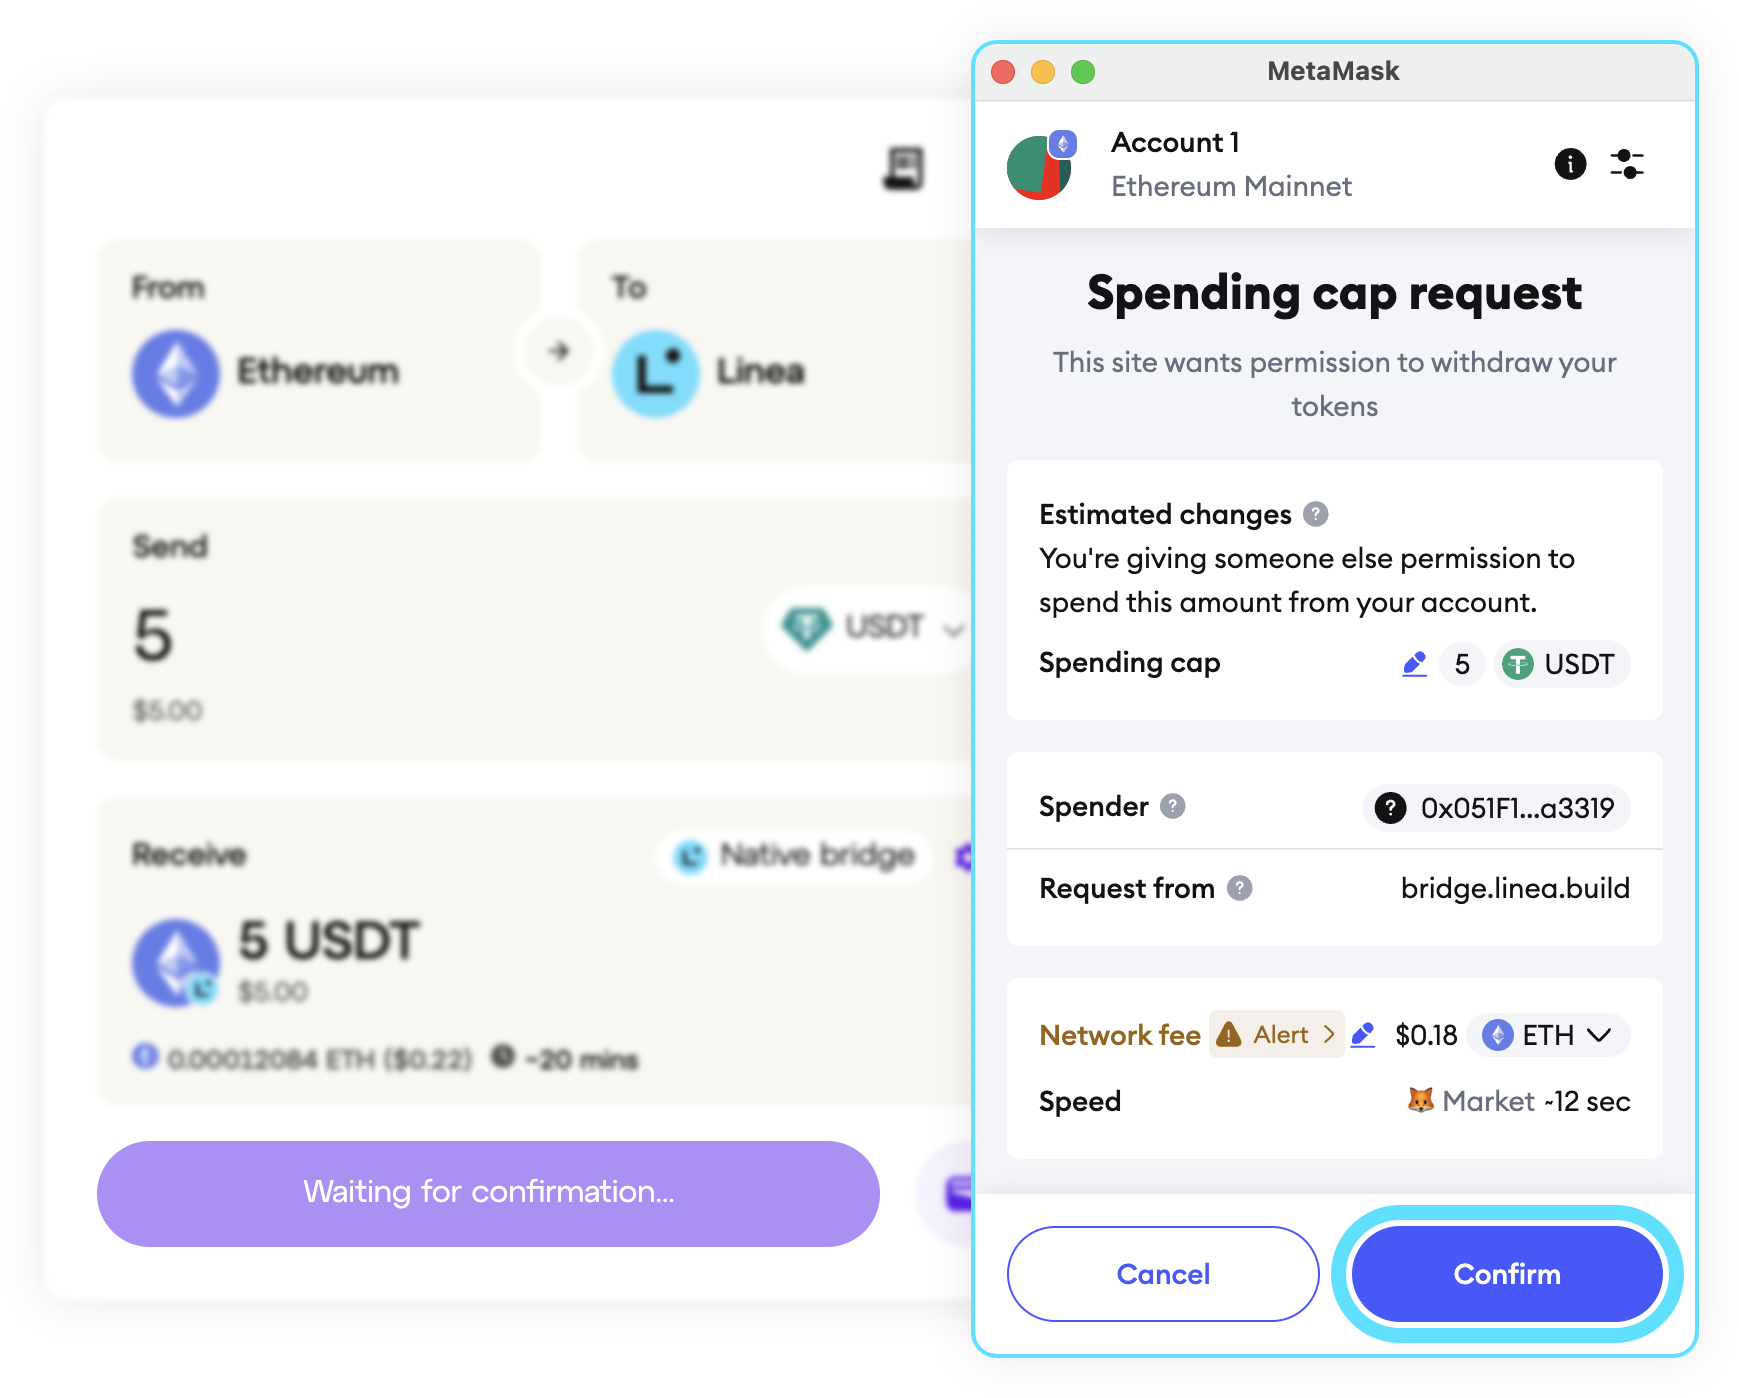 From
Ethereum
To
Linea
Send
5
USDT
$5.00
Receive
Native bridge
5 USDT
$5.00
0.00012084 ETH ($0.22) ~20 mins
Waiting for confirmation...
MetaMask
Account 1
Ethereum Mainnet
Spending cap request
This site wants permission to withdraw your
tokens
Estimated changes
You're giving someone else permission to
spend this amount from your account.
Spending cap 5 USDT
Spender 0x051F1...a3319
Request from bridge.linea.build
Network fee Alert $0.18 ETH
Speed Market ~12 sec
Cancel
Confirm